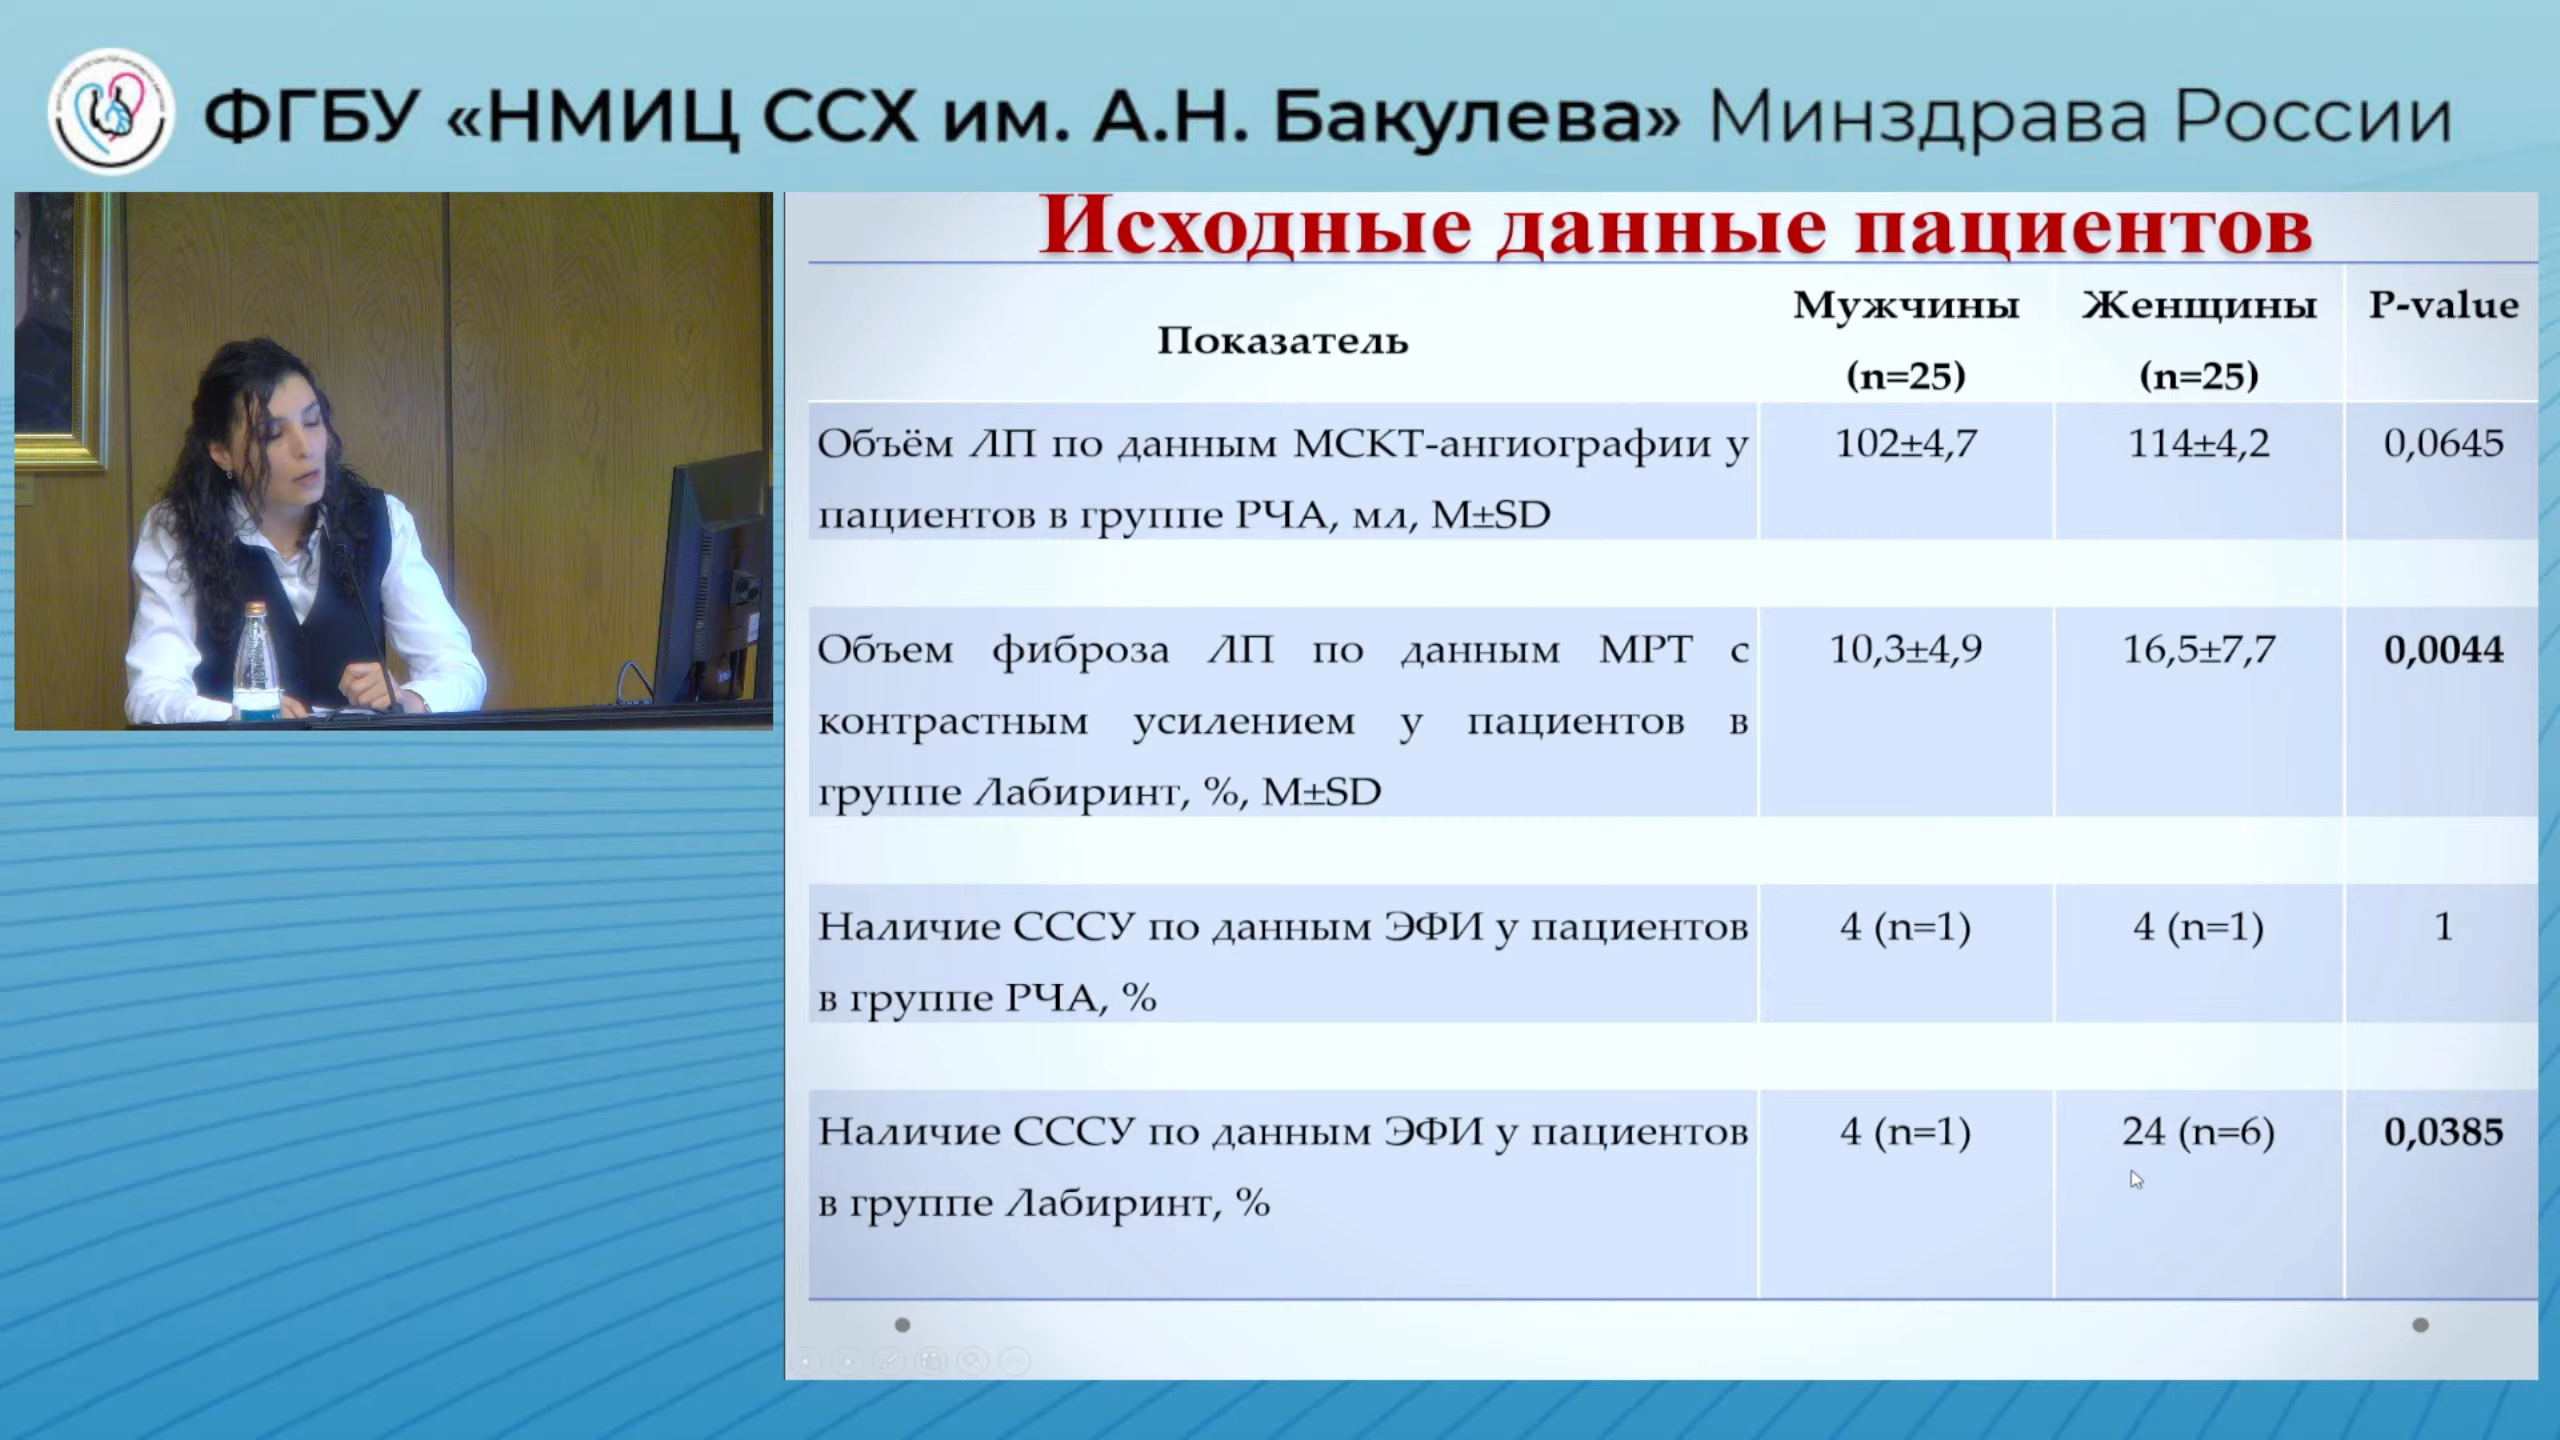 ФГБУ «НМИЦ ССХ им. А.Н. Бакулева» Минздрава России
Исходные данные пациентов
Показатель
Мужчины
(n=25)
Женщины
(n=25)
P-value
Объём ЛП по данным МСКТ-ангиографии у
пациентов в группе РЧА, мл, M±SD
102±4,7
114±4,2
0,0645
Объем фиброза ЛП по данным МРТ с
контрастным усилением у пациентов в
группе Лабиринт, %, M±SD
10,3±4,9
16,5±7,7
0,0044
Наличие СССУ по данным ЭФИ у пациентов
в группе РЧА, %
4 (n=1)
4 (n=1)
1
Наличие СССУ по данным ЭФИ у пациентов
в группе Лабиринт, %
4 (n=1)
24 (n=6)
0,0385